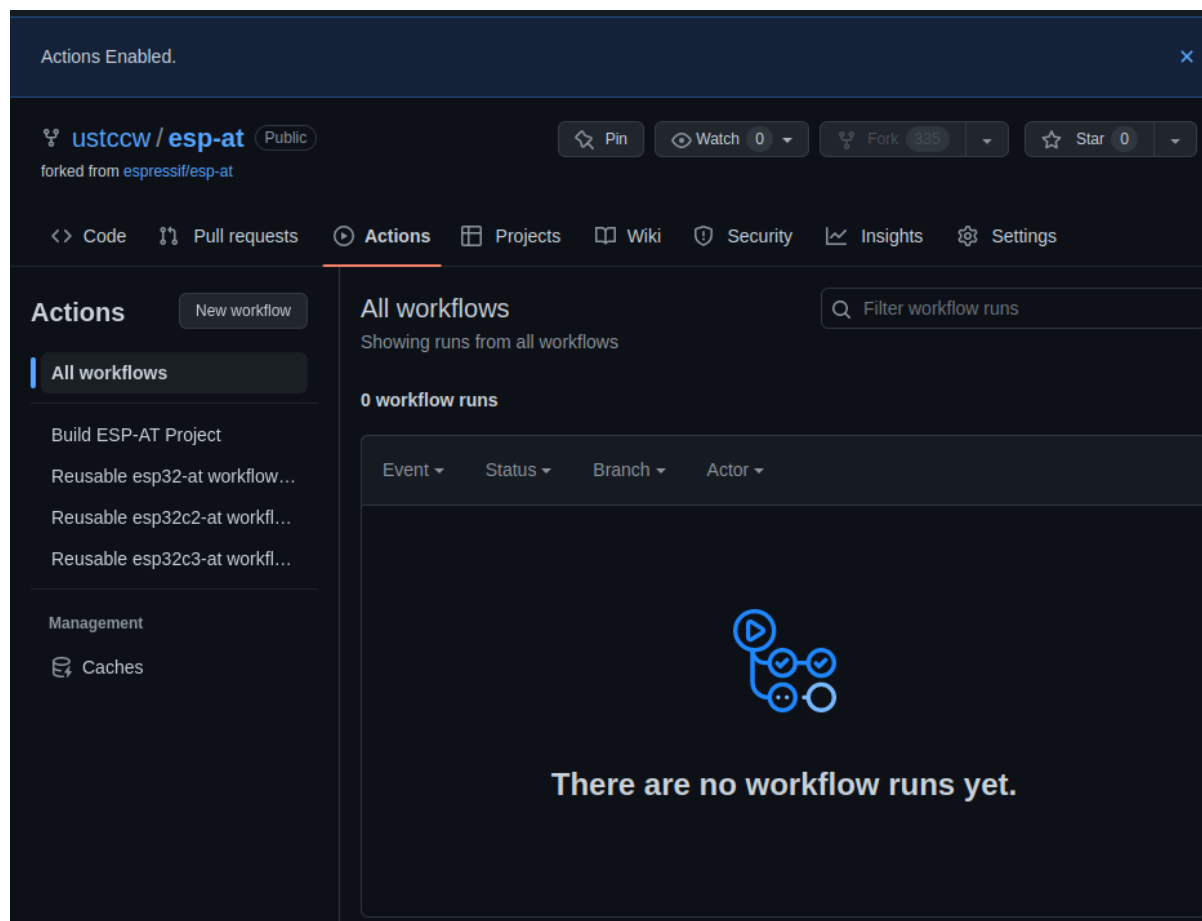 Actions Enabled.
ustccw / esp-at Public
Pin
Watch 0
Fork 335
Star 0
forked from espressif/esp-at
Code
Pull requests
Actions
Projects
Wiki
Security
Insights
Settings
Actions
New workflow
All workflows
Build ESP-AT Project
Reusable esp32-at workflow…
Reusable esp32c2-at workfl…
Reusable esp32c3-at workfl…
Management
Caches
All workflows
Showing runs from all workflows
Filter workflow runs
0 workflow runs
Event
Status
Branch
Actor
There are no workflow runs yet.